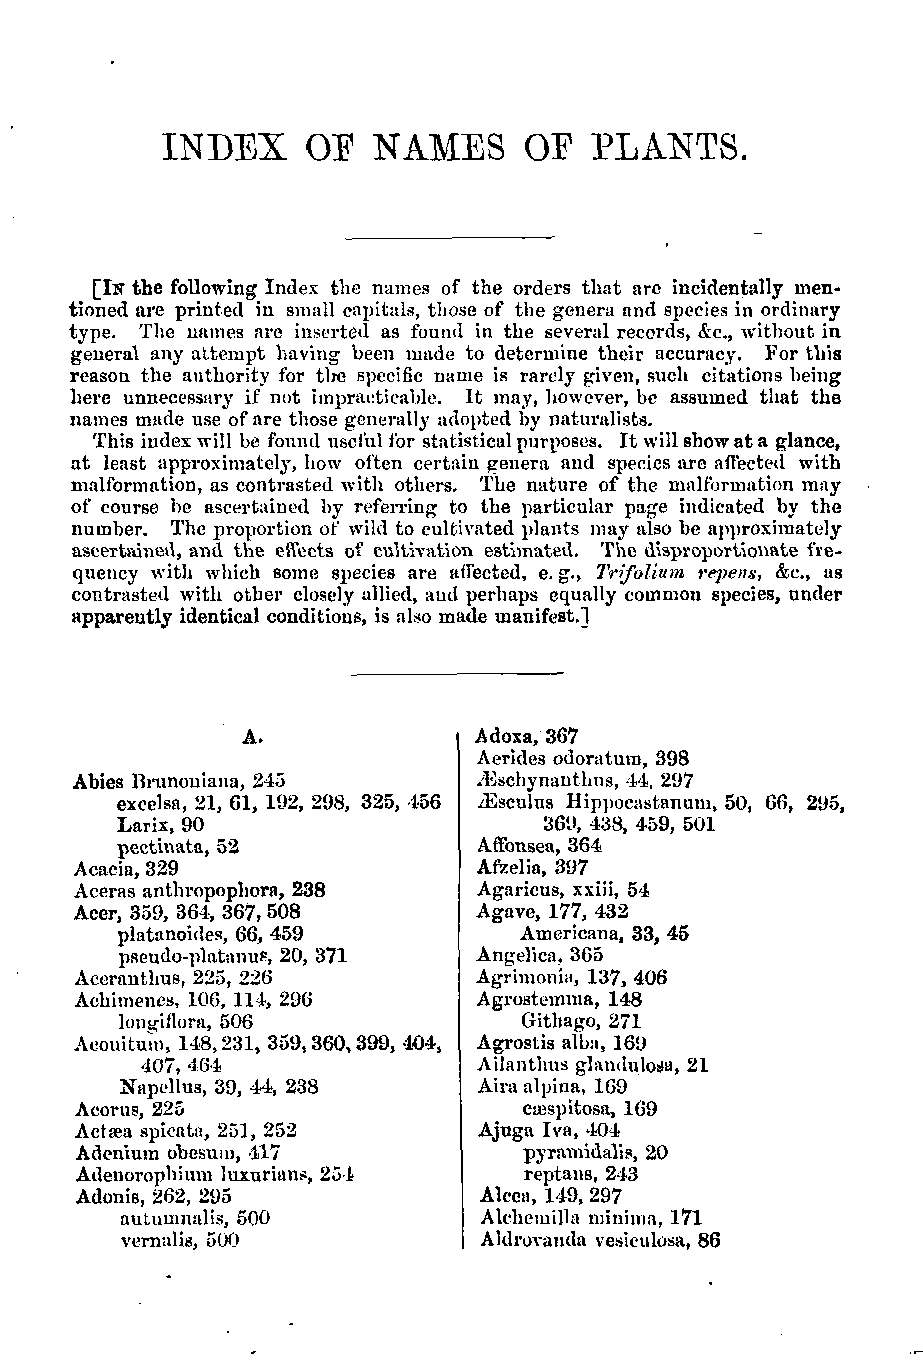 INDEX OF NAMES OF PLANTS.
[IN the following Index the names of the orders that are incidentally men-
tioned are printed in small capitals, those of the genera and species in ordinary
type. The names are inserted as found in the several records, &c., without in
general any attempt having been made to determine their accuracy. For this
reason the authority for the specific name is rarely given, such citations being
here unnecessary if not impracticable. It may, however, be assumed that the
names made use of are those generally adopted by naturalists.
This index will be found useful for statistical purposes. It will show at a glance,
at least approximately, how often certain genera and species are affected with
malformation, as contrasted with others. The nature of the malformation may
of course be ascertained by referring to the particular page indicated by the
number. The proportion of wild to cultivated plants may also be approximately
ascertained, and the effects of cultivation estimated. The disproportionate fre-
quency with which some species are affected, e. g., Trifolium repens, &c., as
contrasted with other closely allied, and perhaps equally common species, under
apparently identical conditions, is also made manifest.]
A.
Abies Brunoniana, 245
excelsa, 21, 61, 192, 298, 325, 456
Larix, 90
pectinata, 52
Acacia, 329
Aceras anthropophora, 238
Acer, 359, 364, 367, 508
platanoides, 66, 459
pseudo-platanus, 20, 371
Aceranthus, 225, 226
Achimenes, 106, 114, 296
longiflora, 506
Aconitum, 148, 231, 359, 360, 399, 404,
407, 464
Napellus, 39, 44, 238
Acorus, 225
Actæa spicata, 251, 252
Adenium obesum, 417
Adenorophium luxurians, 254
Adonis, 262, 295
autumnalis, 500
vernalis, 500
Adoxa, 367
Aerides odoratum, 398
Æschynanthus, 44, 297
Æsculus Hippocastanum, 50, 66, 295,
369, 438, 459, 501
Affonsea, 364
Afzelia, 397
Agaricus, xxiii, 54
Agave, 177, 432
Americana, 33, 45
Angelica, 365
Agrimonia, 137, 406
Agrostemma, 148
Githago, 271
Agrostis alba, 169
Ailanthus glandulosa, 21
Aira alpina, 169
cæspitosa, 169
Ajuga Iva, 404
pyramidalis, 20
reptans, 243
Alcea, 149, 297
Alchemilla minima, 171
Aldrovanda vesiculosa, 86